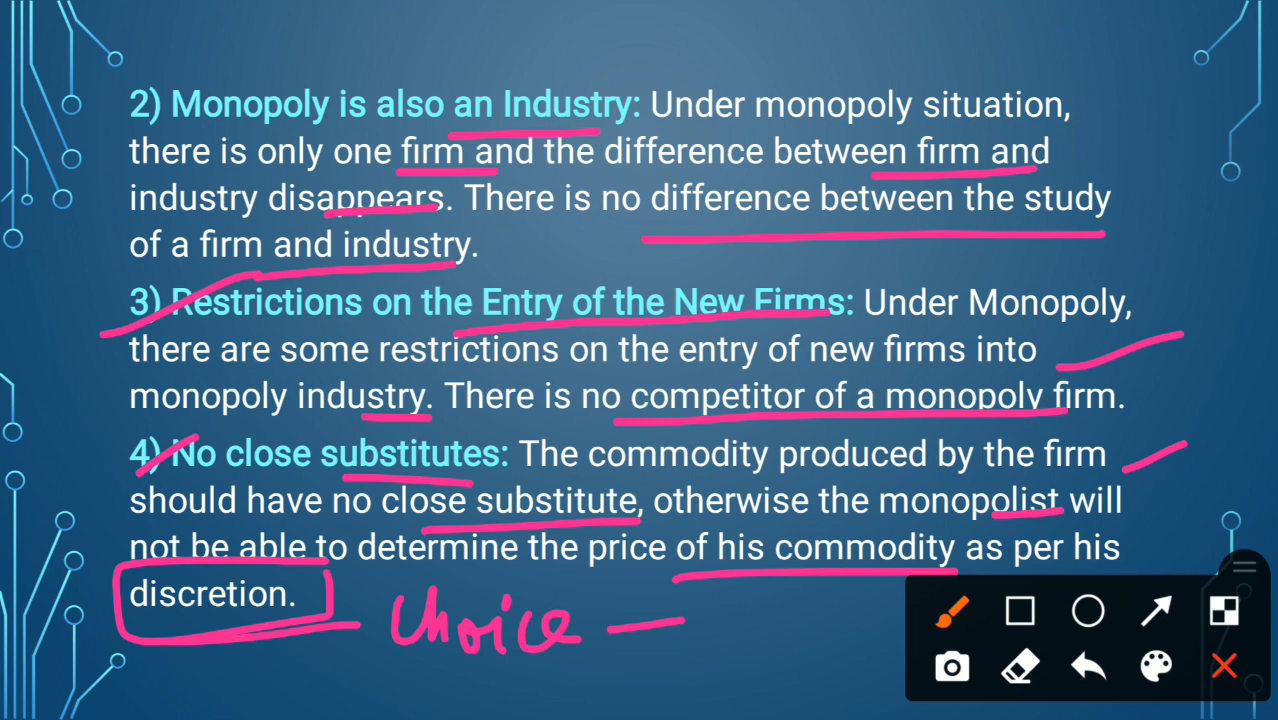 2) Monopoly is also an Industry: Under monopoly situation,
there is only one firm and the difference between firm and
industry disappears. There is no difference between the study
of a firm and industry.
3) Restrictions on the Entry of the New Firms: Under Monopoly,
there are some restrictions on the entry of new firms into
monopoly industry. There is no competitor of a monopoly firm.
4) No close substitutes: The commodity produced by the firm
should have no close substitute, otherwise the monopolist will
not be able to determine the price of his commodity as per his
discretion.
Choice